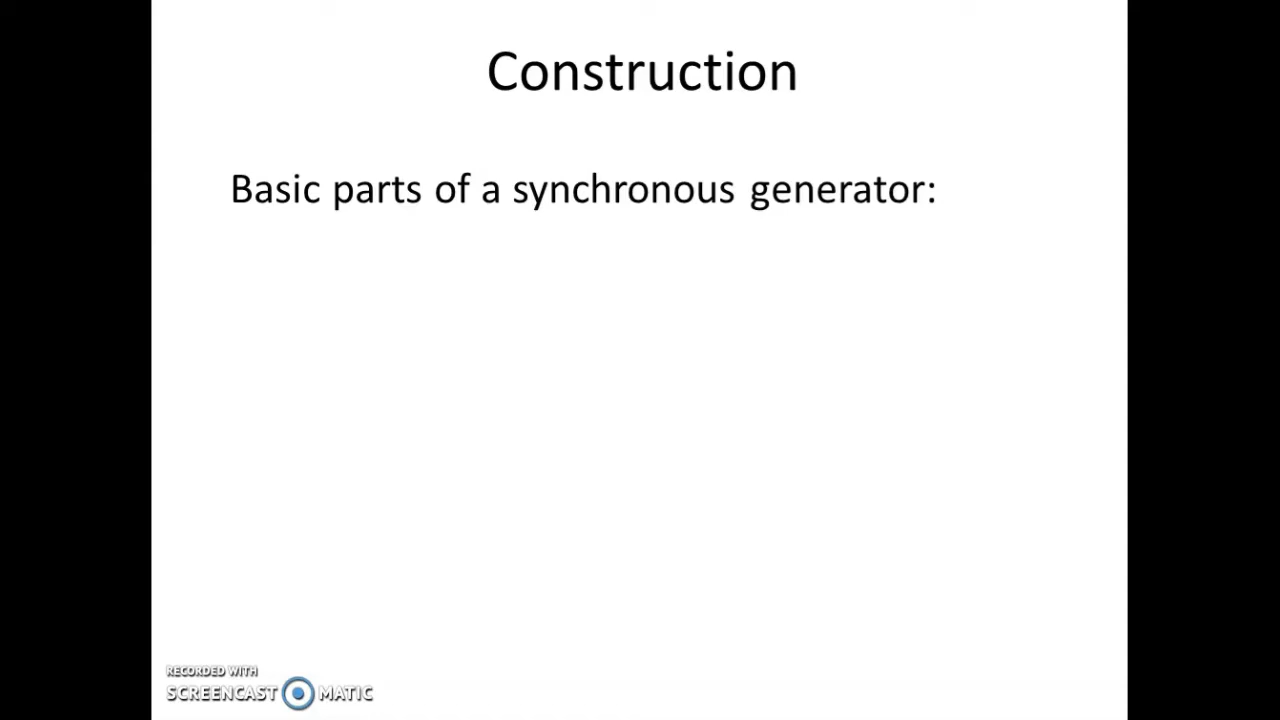 Construction
Basic parts of a synchronous generator:
RECORDED WITH
SCREENCAST MATIC